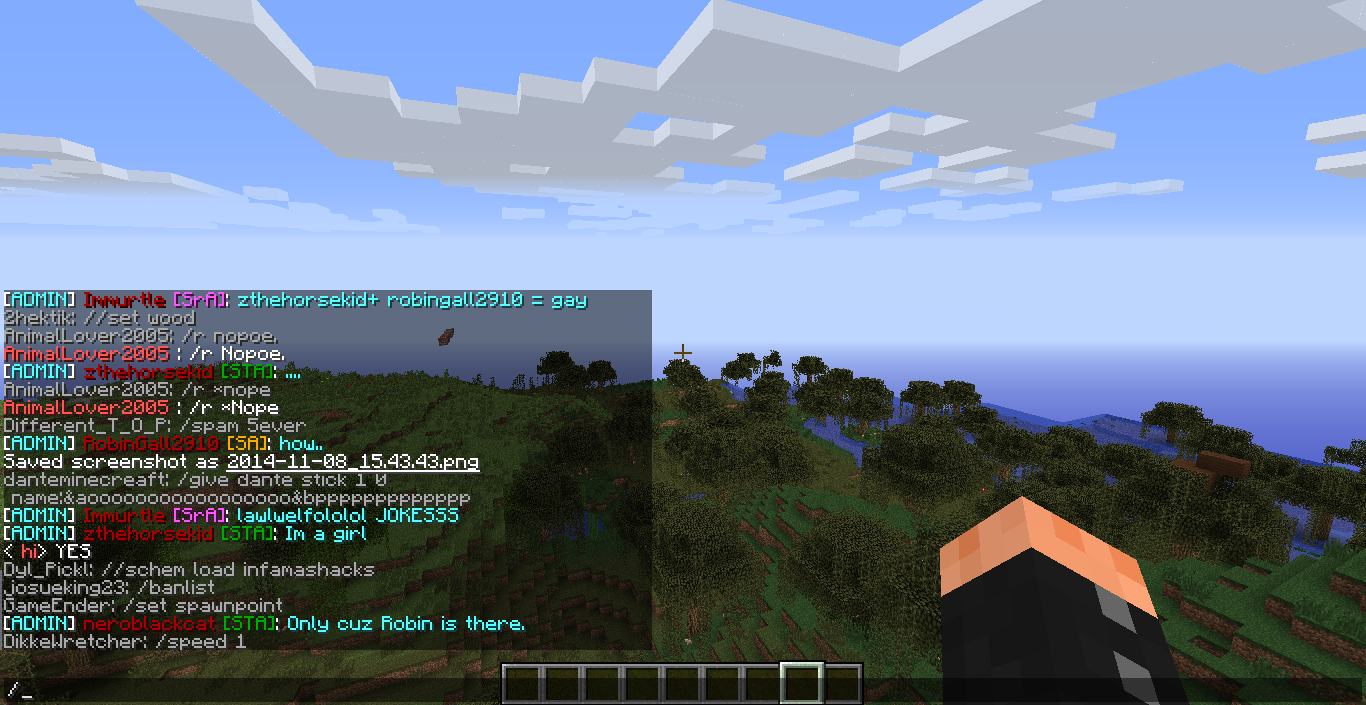 [ADMIN] Immurtle [SrA]: zthehorsekid+ robingall2910 = gay
2hektik: //set wood
AnimalLover2005: /r nopoe.
AnimalLover2005 : /r Nopoe.
[ADMIN] zthehorsekid [STA]: ....
AnimalLover2005: /r *nope
AnimalLover2005 : /r *Nope
Different_T_O_P: /spam 5ever
[ADMIN] RobinGall2910 [SA]: how..
Saved screenshot as 2014-11-08_15.43.43.png
danteminecreaft: /give dante stick 1 0
name:&aooooooooooooooooo&bppppppppppppp
[ADMIN] Immurtle [SrA]: lawlwelfololol JOKESSS
[ADMIN] zthehorsekid [STA]: Im a girl
< hi> YES
Dyl_Pickl: //schem load infamashacks
josueking23: /banlist
GameEnder: /set spawnpoint
[ADMIN] neroblackcat [STA]: Only cuz Robin is there.
DikkeWretcher: /speed 1
/_